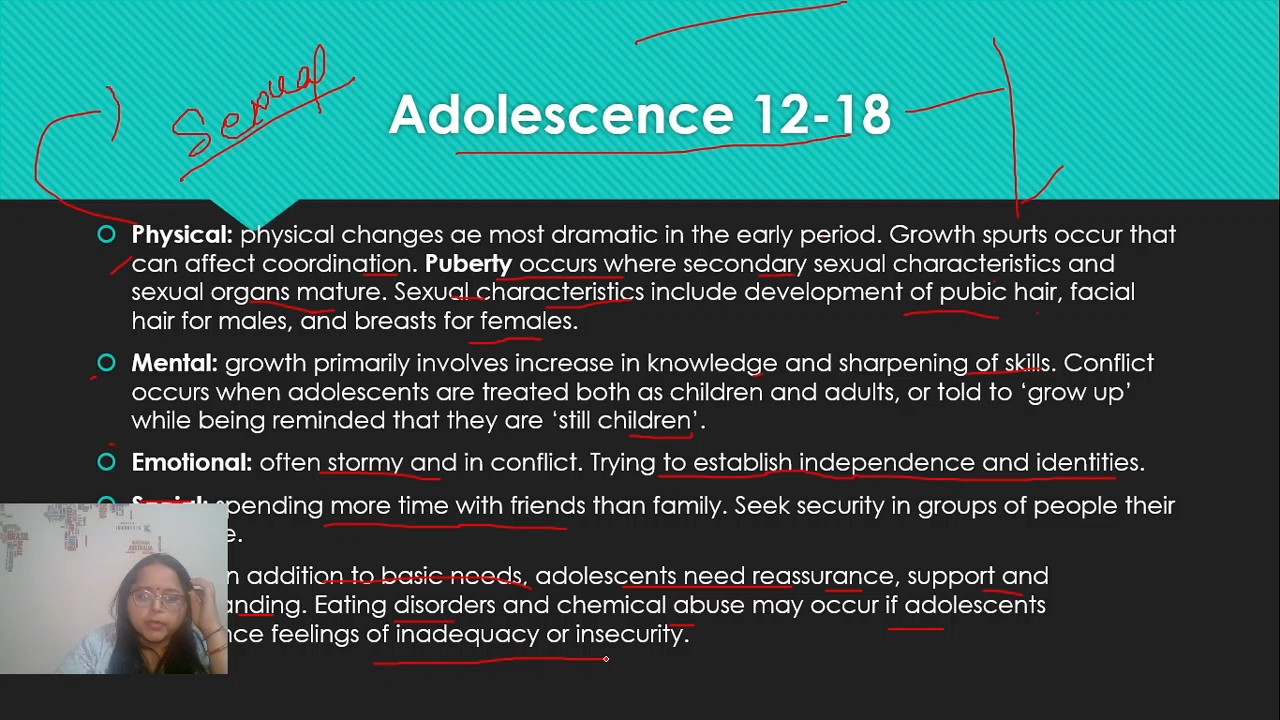 Sexual
Adolescence 12-18
Physical: physical changes ae most dramatic in the early period. Growth spurts occur that
can affect coordination. Puberty occurs where secondary sexual characteristics and
sexual organs mature. Sexual characteristics include development of pubic hair, facial
hair for males, and breasts for females.
Mental: growth primarily involves increase in knowledge and sharpening of skills. Conflict
occurs when adolescents are treated both as children and adults, or told to ‘grow up’
while being reminded that they are ‘still children’.
Emotional: often stormy and in conflict. Trying to establish independence and identities.
Social: spending more time with friends than family. Seek security in groups of people their
addition to basic needs, adolescents need reassurance, support and
Eating disorders and chemical abuse may occur if adolescents
feelings of inadequacy or insecurity.